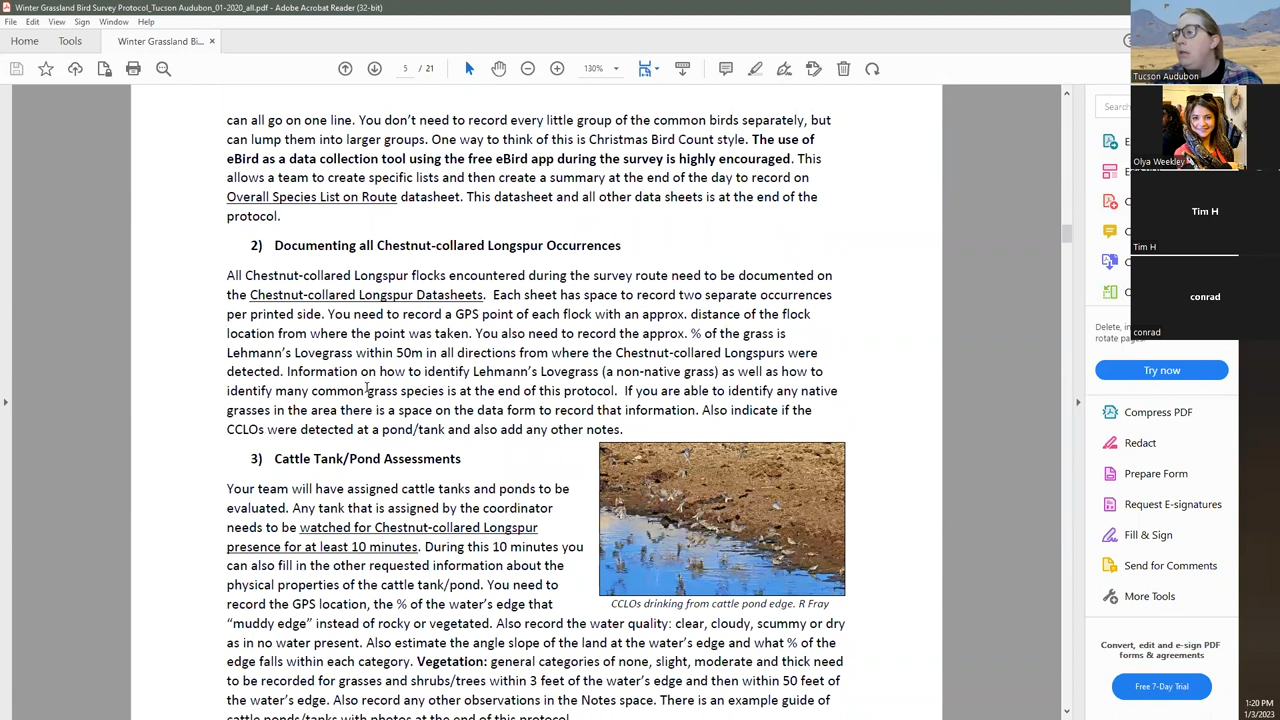 Winter Grassland Bird Survey Protocol_Tucson Audubon_01-2020_all.pdf - Adobe Acrobat Reader (32-bit)
File Edit View Sign Window Help
Home Tools Winter Grassland Bi... ×
5 / 21 130%
can all go on one line. You don’t need to record every little group of the common birds separately, but
can lump them into larger groups. One way to think of this is Christmas Bird Count style. The use of
eBird as a data collection tool using the free eBird app during the survey is highly encouraged. This
allows a team to create specific lists and then create a summary at the end of the day to record on
Overall Species List on Route datasheet. This datasheet and all other data sheets is at the end of the
protocol.
2) Documenting all Chestnut-collared Longspur Occurrences
All Chestnut-collared Longspur flocks encountered during the survey route need to be documented on
the Chestnut-collared Longspur Datasheets. Each sheet has space to record two separate occurrences
per printed side. You need to record a GPS point of each flock with an approx. distance of the flock
location from where the point was taken. You also need to record the approx. % of the grass is
Lehmann’s Lovegrass within 50m in all directions from where the Chestnut-collared Longspurs were
detected. Information on how to identify Lehmann’s Lovegrass (a non-native grass) as well as how to
identify many common grass species is at the end of this protocol. If you are able to identify any native
grasses in the area there is a space on the data form to record that information. Also indicate if the
CCLOs were detected at a pond/tank and also add any other notes.
3) Cattle Tank/Pond Assessments
Your team will have assigned cattle tanks and ponds to be
evaluated. Any tank that is assigned by the coordinator
needs to be watched for Chestnut-collared Longspur
presence for at least 10 minutes. During this 10 minutes you
can also fill in the other requested information about the
physical properties of the cattle tank/pond. You need to
record the GPS location, the % of the water’s edge that
CCLOs drinking from cattle pond edge. R Fray
“muddy edge” instead of rocky or vegetated. Also record the water quality: clear, cloudy, scummy or dry
as in no water present. Also estimate the angle slope of the land at the water’s edge and what % of the
edge falls within each category. Vegetation: general categories of none, slight, moderate and thick need
to be recorded for grasses and shrubs/trees within 3 feet of the water’s edge and then within 50 feet of
the water’s edge. Also record any other observations in the Notes space. There is an example guide of
cattle ponds/tanks with photos at the end of this protocol.
Search
Delete, in
rotate pages.
Try now
Compress PDF
Redact
Prepare Form
Request E-signatures
Fill & Sign
Send for Comments
More Tools
Convert, edit and e-sign PDF
forms & agreements
Free 7-Day Trial
Tucson Audubon
Olya Weekley
Tim H
Tim H
conrad
conrad
1:20 PM
1/3/2023